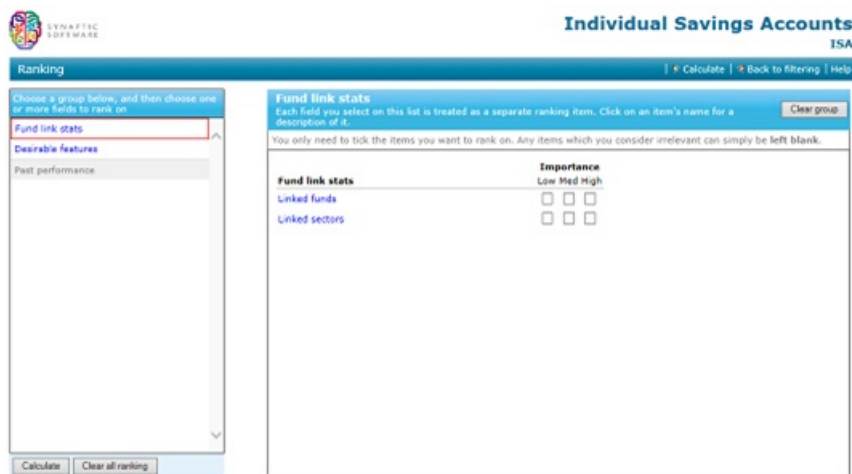 SYNAPTIC
SOFTWARE
Individual Savings Accounts
ISA
Ranking
| Calculate | Back to filtering | Help
Choose a group below, and then choose one
or more fields to rank on
Fund link stats
Desirable features
Past performance
Calculate
Clear all ranking
Fund link stats
Each field you select on this list is treated as a separate ranking item. Click on an item's name for a
description of it.
Clear group
You only need to tick the items you want to rank on. Any items which you consider irrelevant can simply be left blank.
Importance
Fund link stats Low Med High
Linked funds
Linked sectors